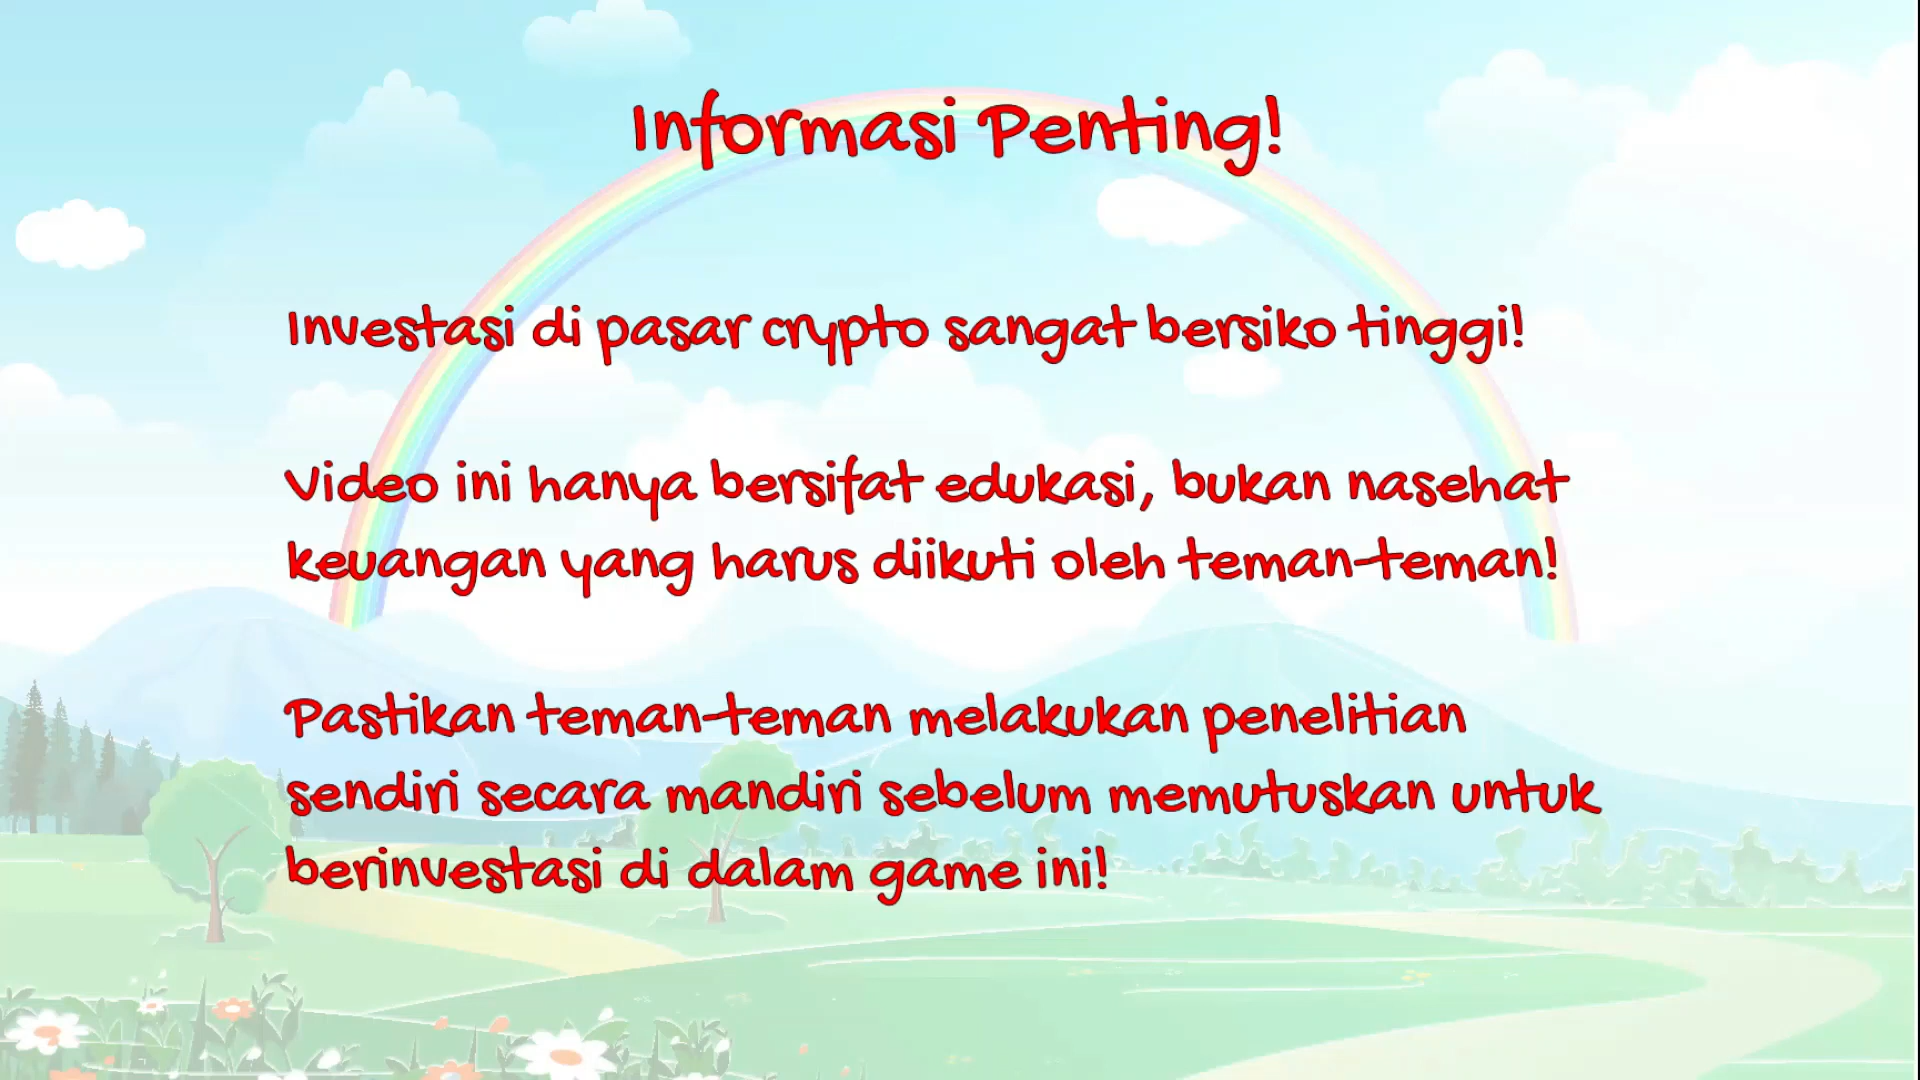 Informasi Penting!
Investasi di pasar crypto sangat bersiko tinggi!
Video ini hanya bersifat edukasi, bukan nasehat
keuangan yang harus diikuti oleh teman-teman!
Pastikan teman-teman melakukan penelitian
sendiri secara mandiri sebelum memutuskan untuk
berinvestasi di dalam game ini!